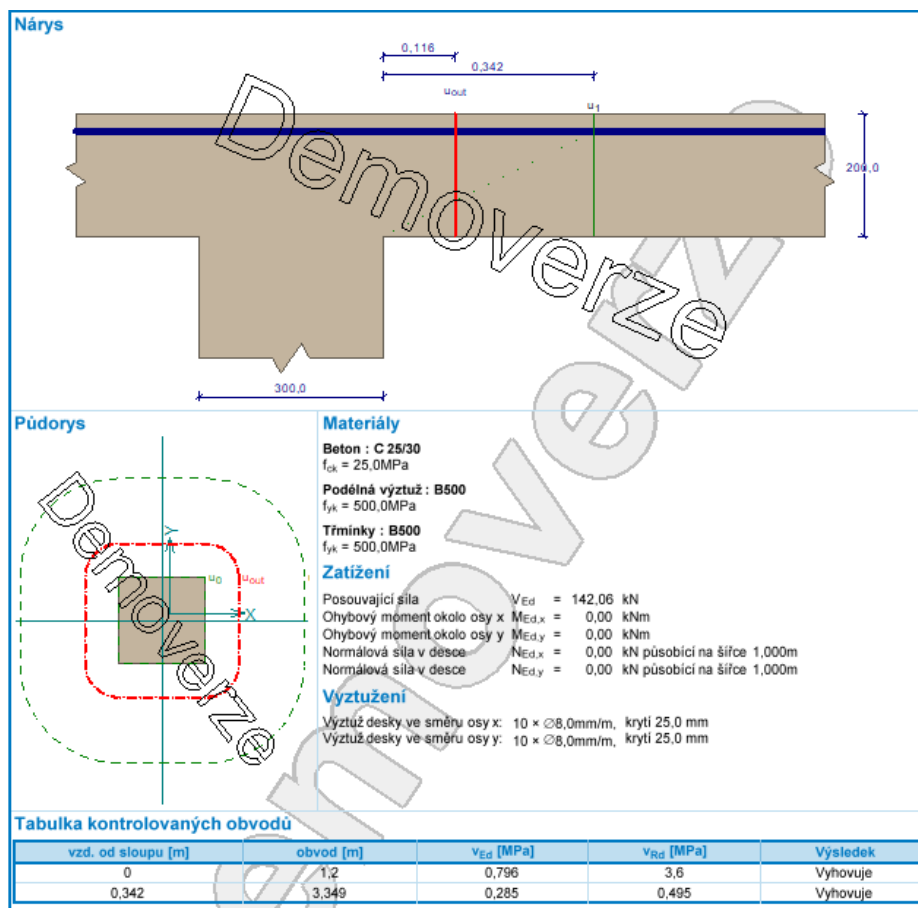 Nárys
0,116
0,342
uout
u1
200,0
300,0
Demoverze
Demoverze
Půdorys
Y
X
u0
uout
Demoverze
Materiály
Beton : C 25/30
fck = 25,0MPa
Podélná výztuž : B500
fyk = 500,0MPa
Třmínky : B500
fyk = 500,0MPa
Zatížení
Posouvající síla VEd = 142,06 kN
Ohybový moment okolo osy x MEd,x = 0,00 kNm
Ohybový moment okolo osy y MEd,y = 0,00 kNm
Normálová síla v desce NEd,x = 0,00 kN působící na šířce 1,000m
Normálová síla v desce NEd,y = 0,00 kN působící na šířce 1,000m
Vyztužení
Výztuž desky ve směru osy x: 10 × ∅8,0mm/m, krytí 25,0 mm
Výztuž desky ve směru osy y: 10 × ∅8,0mm/m, krytí 25,0 mm
Tabulka kontrolovaných obvodů
vzd. od sloupu [m] obvod [m] vEd [MPa] vRd [MPa] Výsledek
0 1,2 0,796 3,6 Vyhovuje
0,342 3,349 0,285 0,495 Vyhovuje